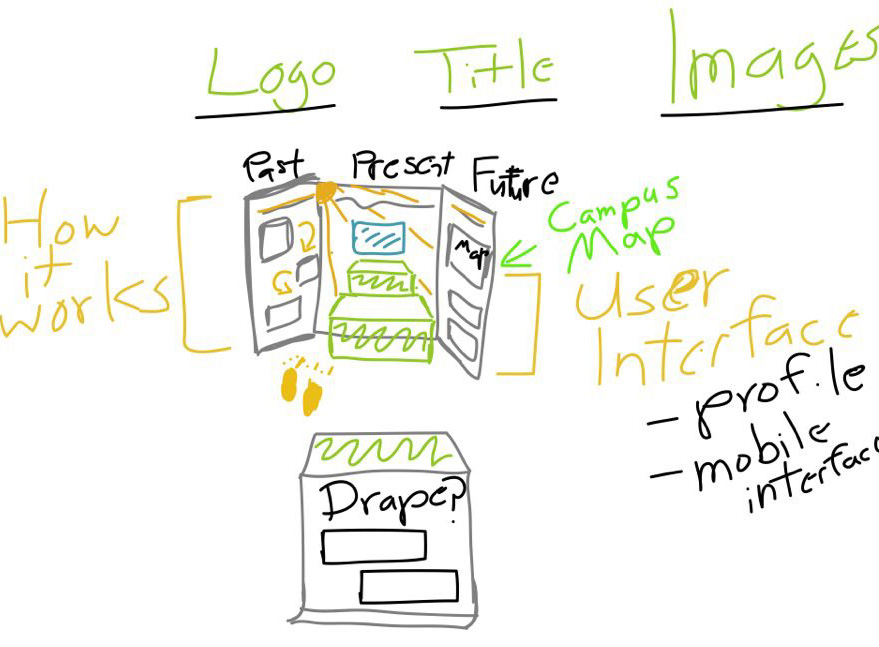 Logo Title Images
Past Present Future
How
it
works
Campus
Map
Map
User
Interface
- profile
- mobile
interface
Drape?